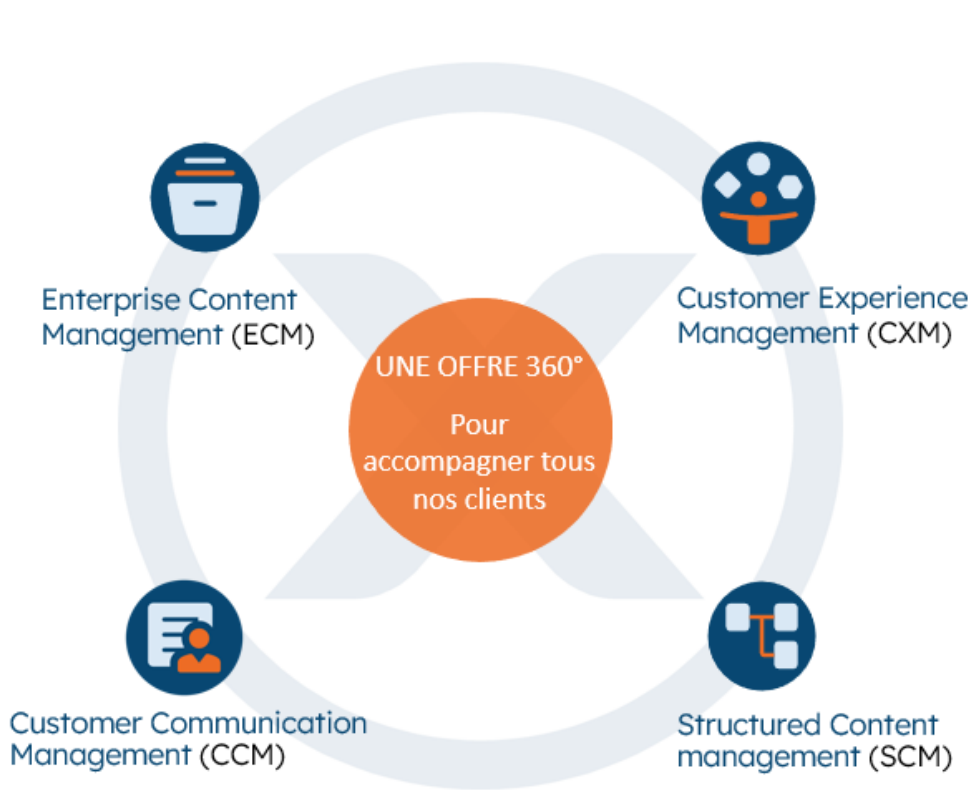 Enterprise Content
Management (ECM)
Customer Experience
Management (CXM)
UNE OFFRE 360°
Pour
accompagner tous
nos clients
Customer Communication
Management (CCM)
Structured Content
management (SCM)